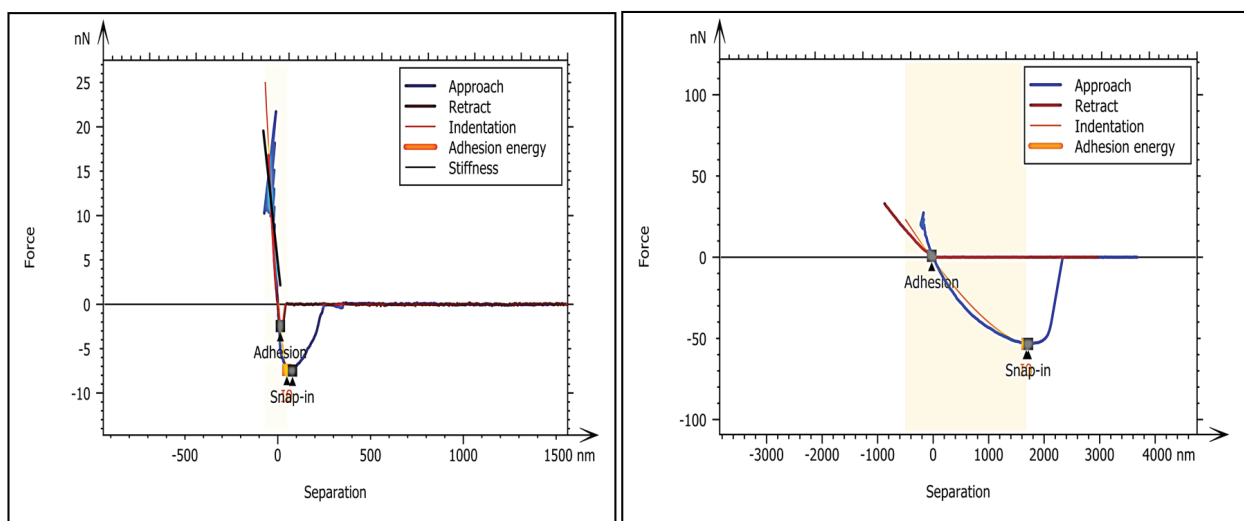 nN
25
20
15
10
5
0
-5
-10
Force
Approach
Retract
Indentation
Adhesion energy
Stiffness
Adhesion
Snap-in
-500
0
500
1000
1500 nm
Separation
nN
100
50
0
-50
-100
Force
Approach
Retract
Indentation
Adhesion energy
Adhesion
Snap-in
-3000
-2000
-1000
0
1000
2000
3000
4000 nm
Separation